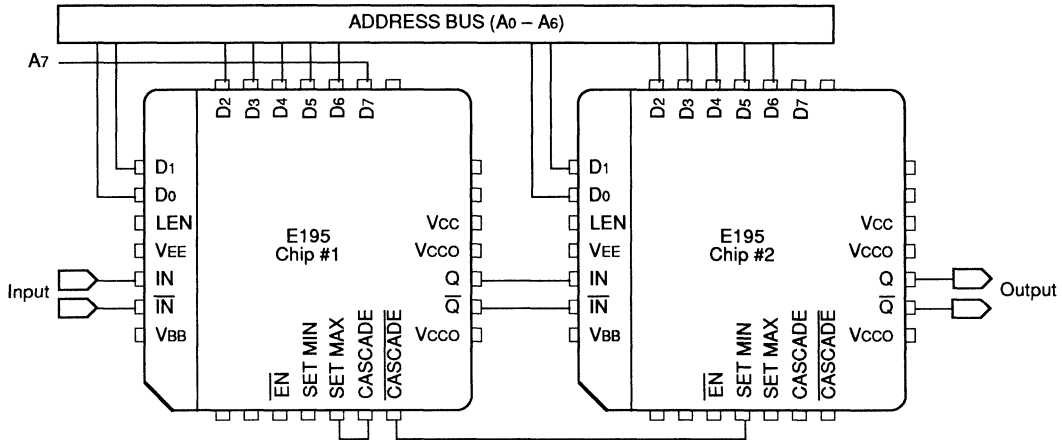 ADDRESS BUS (A0 – A6)
A7
D2 D3 D4 D5 D6 D7
D1
D0
LEN
VEE
IN
IN
VBB
E195
Chip #1
VCC
VCCO
Q
Q
VCCO
EN SET MIN SET MAX CASCADE CASCADE
Input
D2 D3 D4 D5 D6 D7
D1
D0
LEN
VEE
IN
IN
VBB
E195
Chip #2
VCC
VCCO
Q
Q
VCCO
EN SET MIN SET MAX CASCADE CASCADE
Output